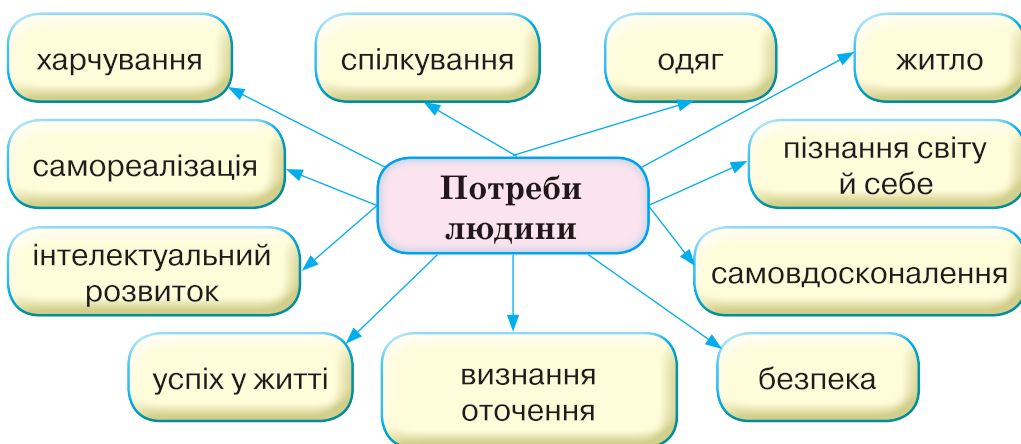 харчування
спілкування
одяг
житло
самореалізація
Потреби
людини
пізнання світу
й себе
інтелектуальний
розвиток
самовдосконалення
успіх у житті
визнання
оточення
безпека